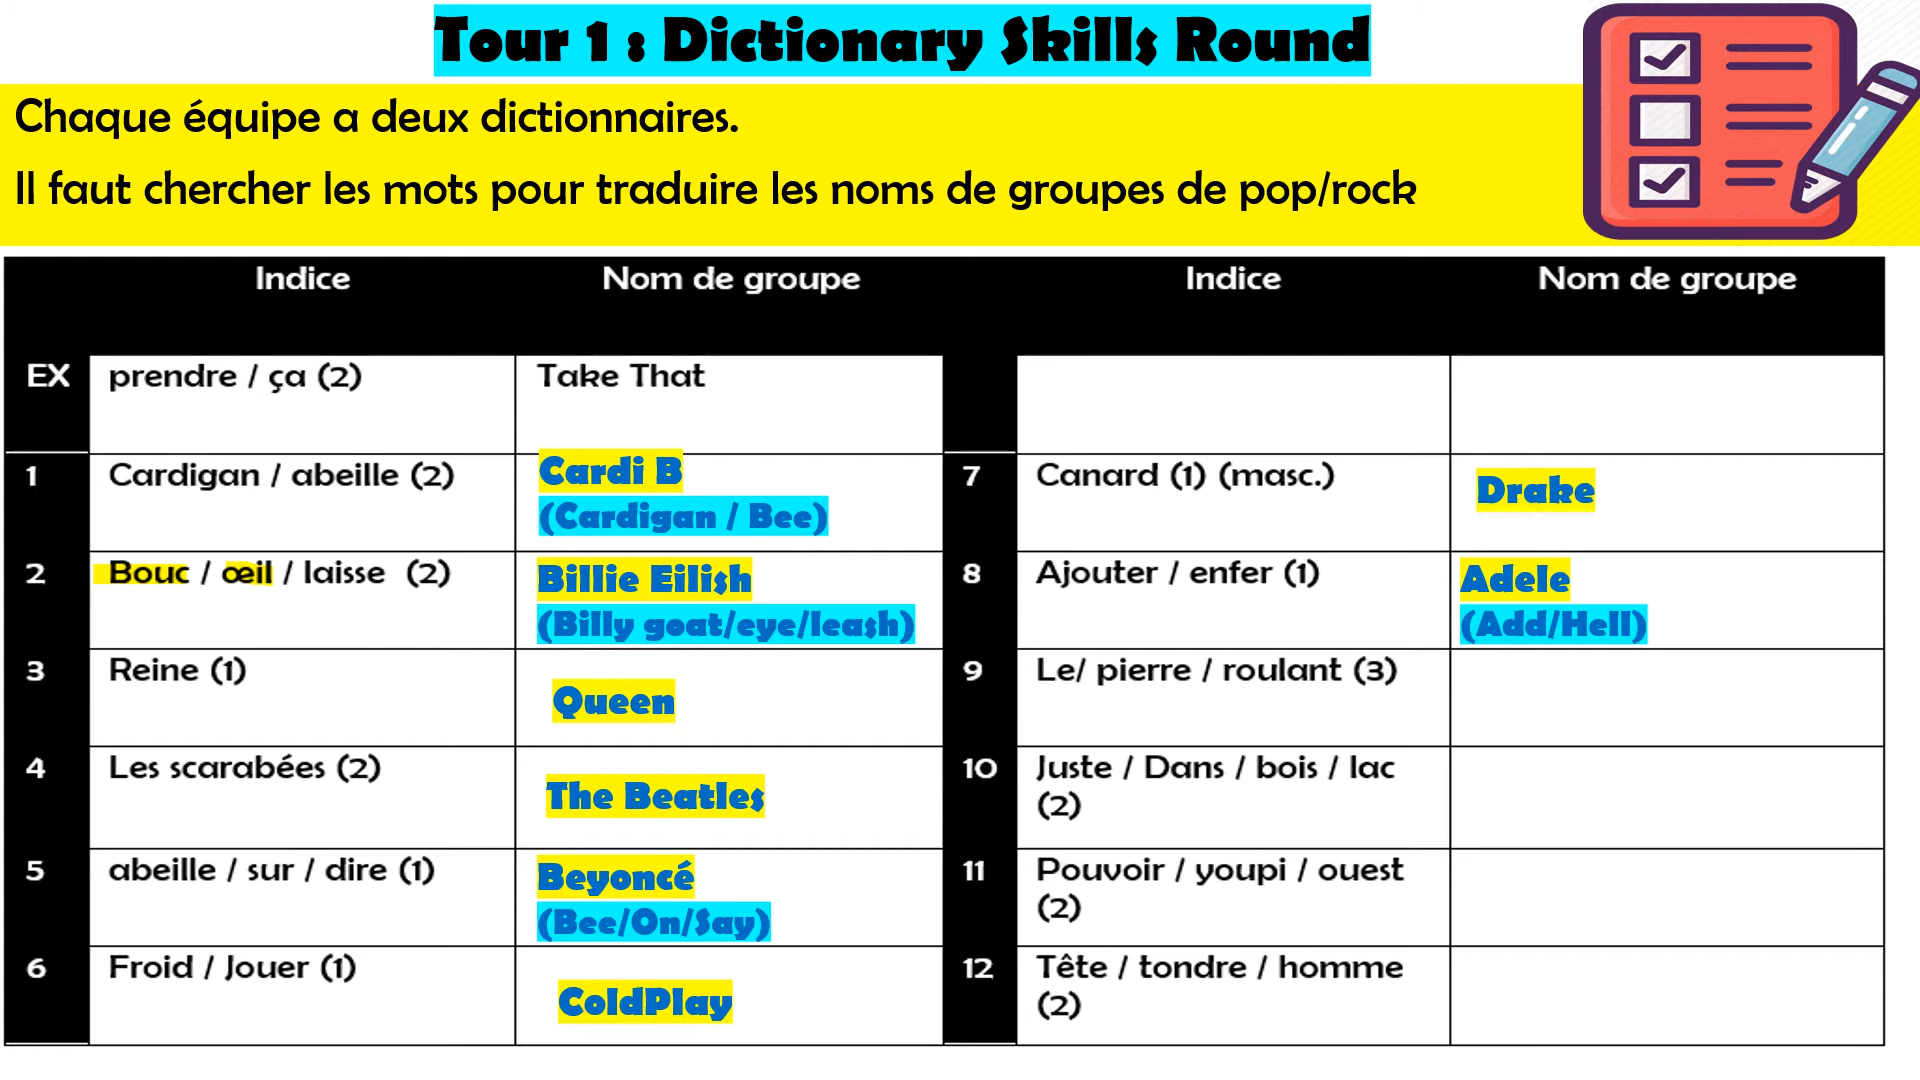 Tour 1 : Dictionary Skills Round
Chaque équipe a deux dictionnaires.
Il faut chercher les mots pour traduire les noms de groupes de pop/rock
Indice Nom de groupe Indice Nom de groupe
EX prendre / ça (2) Take That
1 Cardigan / abeille (2) Cardi B
(Cardigan / Bee)
7 Canard (1) (masc.) Drake
2 Bouc / œil / laisse (2) Billie Eilish
(Billy goat/eye/leash)
8 Ajouter / enfer (1) Adele
(Add/Hell)
3 Reine (1) Queen
9 Le/ pierre / roulant (3)
4 Les scarabées (2) The Beatles
10 Juste / Dans / bois / lac
(2)
5 abeille / sur / dire (1) Beyoncé
(Bee/On/Say)
11 Pouvoir / youpi / ouest
(2)
6 Froid / Jouer (1) ColdPlay
12 Tête / tondre / homme
(2)